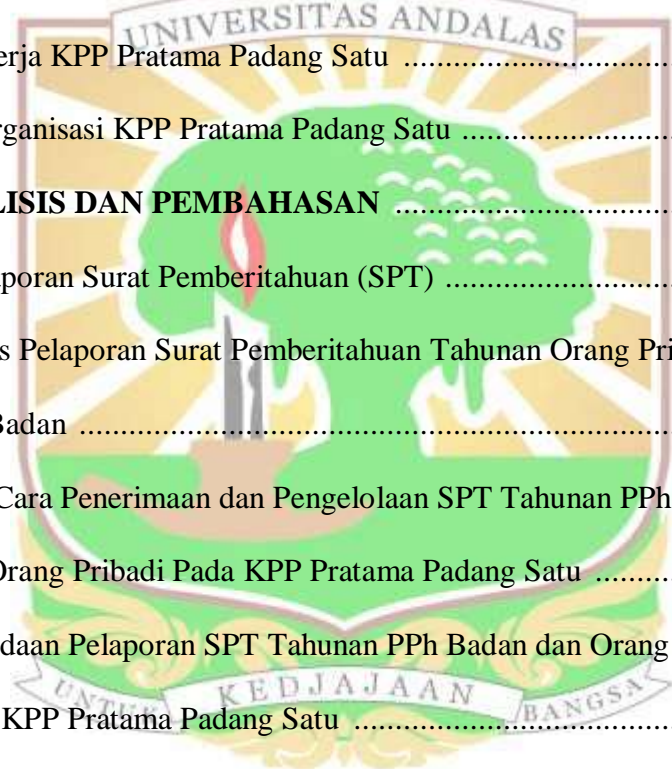 UNIVERSITAS ANDALAS
erja KPP Pratama Padang Satu ................................
rganisasi KPP Pratama Padang Satu ..........................
LISIS DAN PEMBAHASAN ................................
poran Surat Pemberitahuan (SPT) ..........................
s Pelaporan Surat Pemberitahuan Tahunan Orang Pri
Badan ................................................................
Cara Penerimaan dan Pengelolaan SPT Tahunan PPh
Orang Pribadi Pada KPP Pratama Padang Satu ..........
daan Pelaporan SPT Tahunan PPh Badan dan Orang
KPP Pratama Padang Satu ................................
UNTUK KEDJAJAAN BANGSA